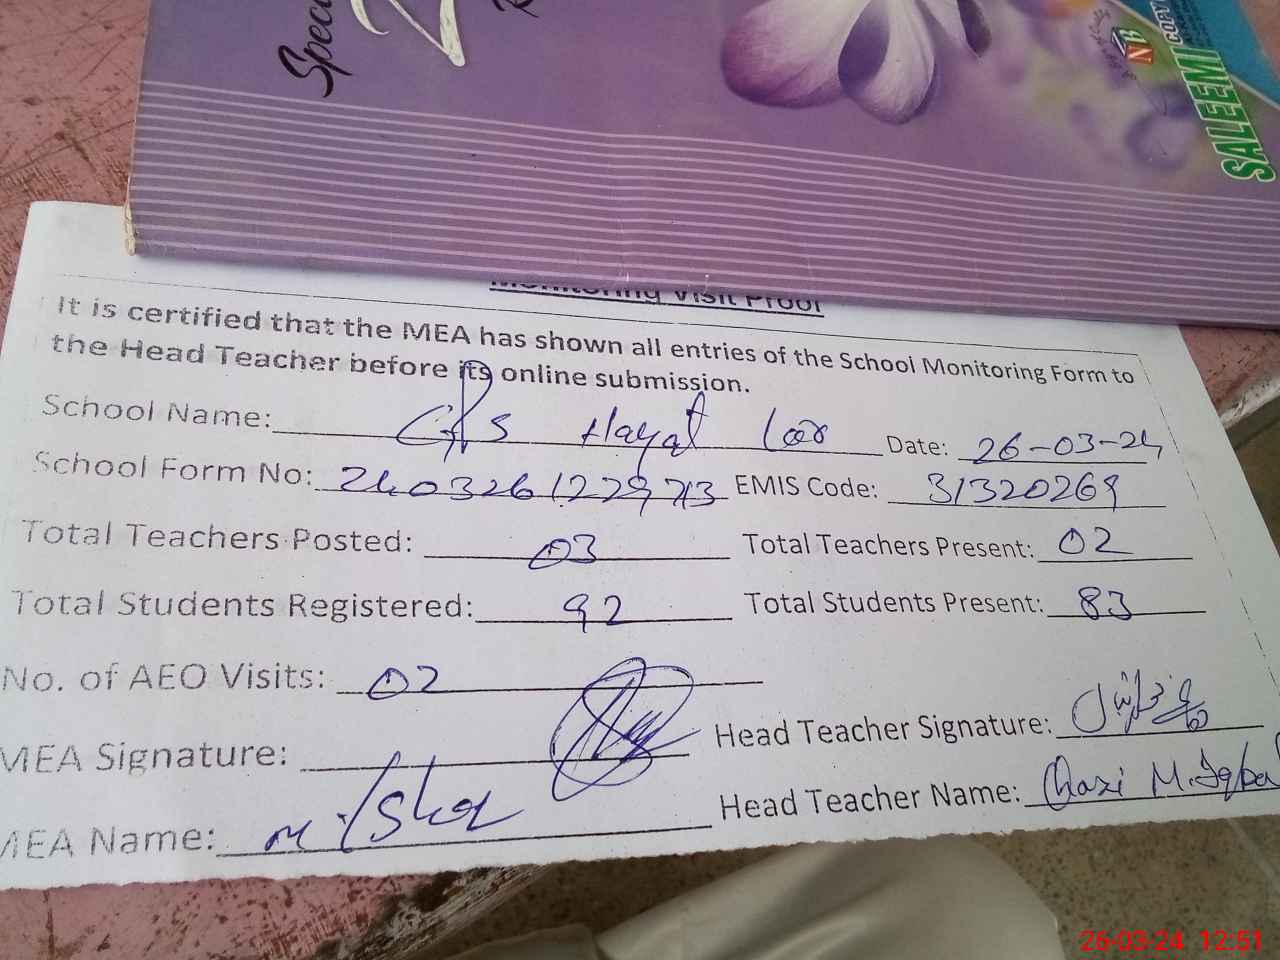 Spec
SALEEMI
COPY
NB
Monitoring Visit Proof
It is certified that the MEA has shown all entries of the School Monitoring Form to
the Head Teacher before its online submission.
School Name: GPS Hayat Lar Date: 26-03-24
School Form No: 2403261229713 EMIS Code: 31320269
Total Teachers Posted: 03 Total Teachers Present: 02
Total Students Registered: 92 Total Students Present: 83
No. of AEO Visits: 02
MEA Signature: Head Teacher Signature:
MEA Name: M. Head Teacher Name: Qazi M. Iqbal
26-03-24 12:51